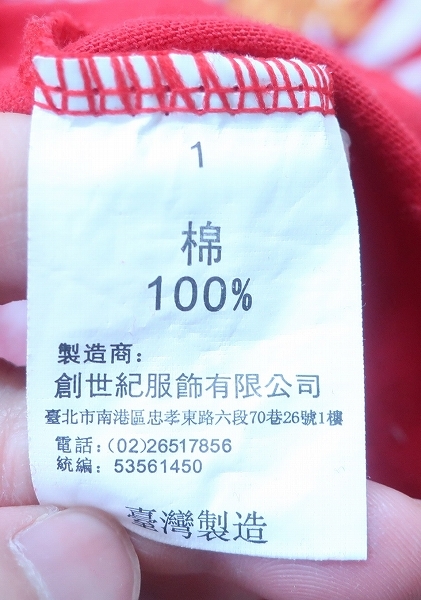 1
棉
100%
製造商:
創世紀服飾有限公司
臺北市南港區忠孝東路六段70巷26號1樓
電話:(02)26517856
統編:53561450
臺灣製造